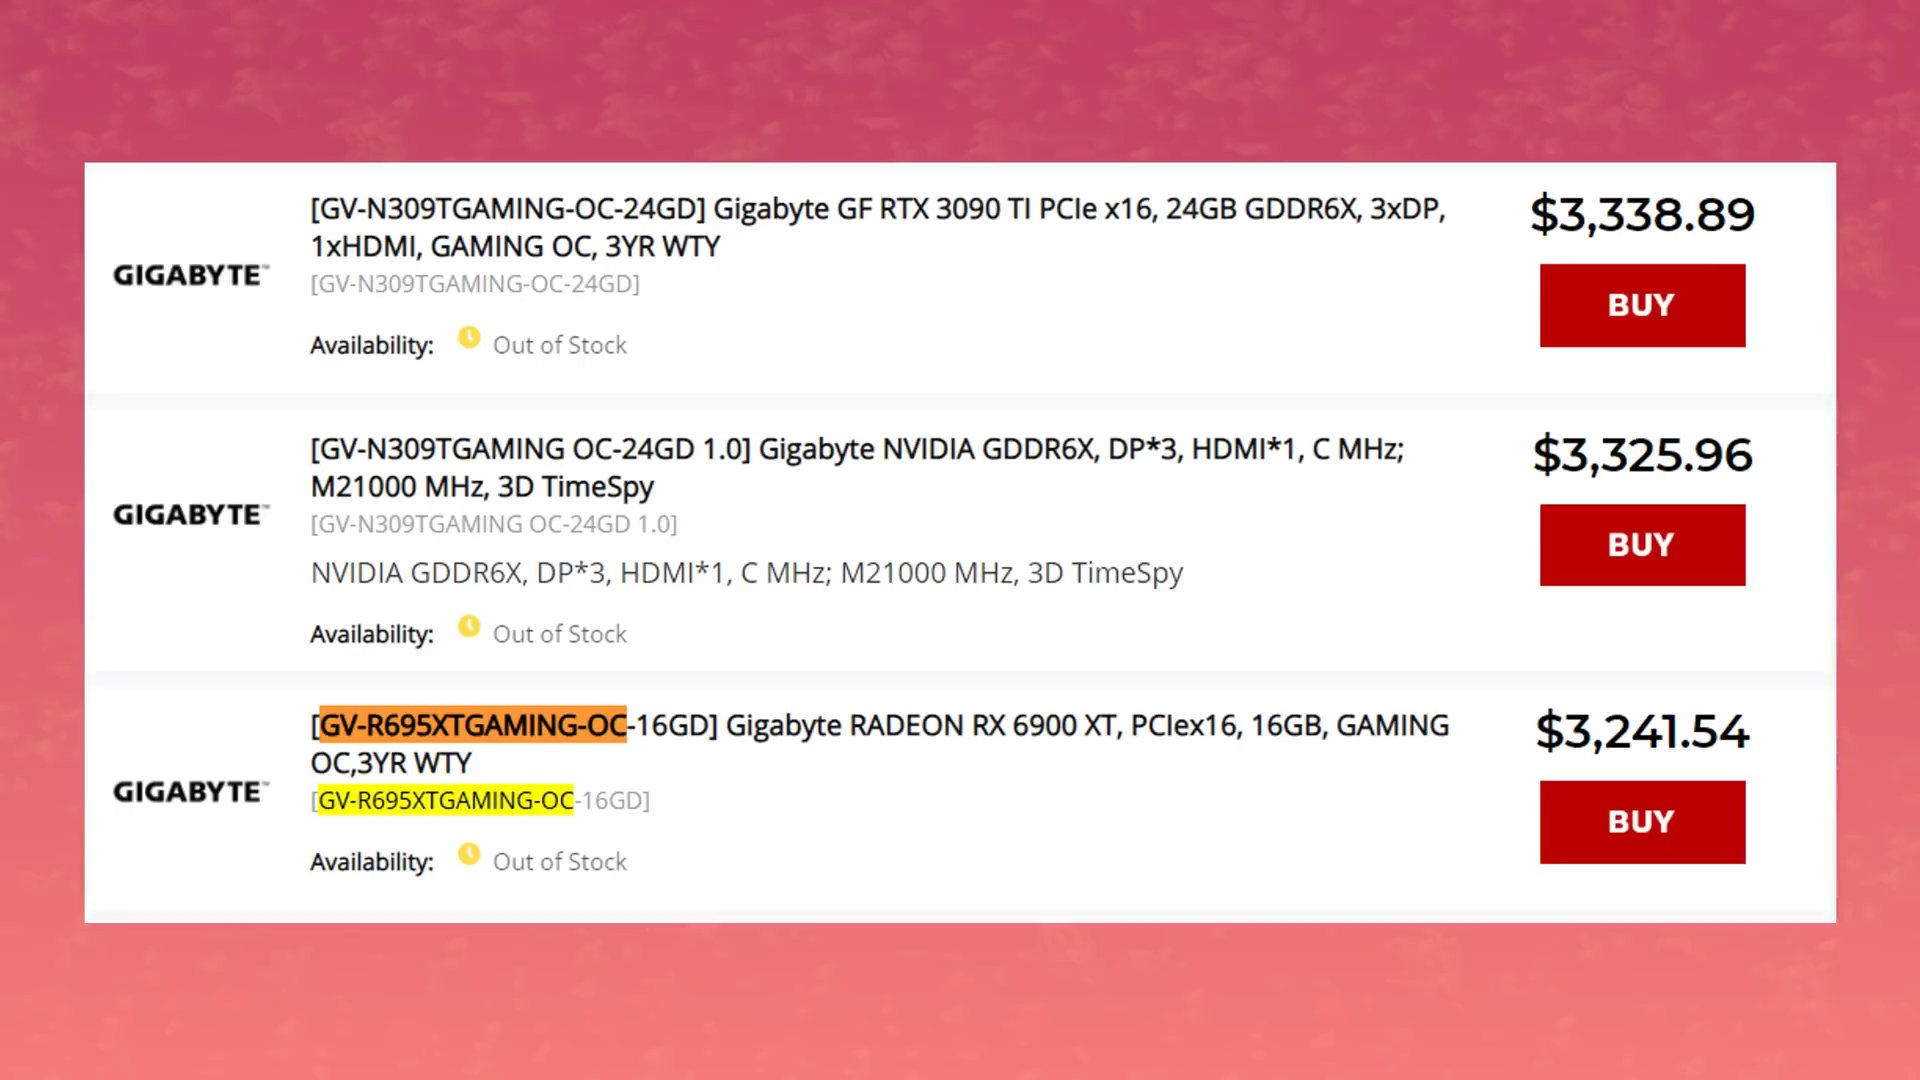 [GV-N309TGAMING-OC-24GD] Gigabyte GF RTX 3090 TI PCIe x16, 24GB GDDR6X, 3xDP,
1xHDMI, GAMING OC, 3YR WTY
[GV-N309TGAMING-OC-24GD]
GIGABYTE™
Availability: Out of Stock
$3,338.89
BUY
[GV-N309TGAMING OC-24GD 1.0] Gigabyte NVIDIA GDDR6X, DP*3, HDMI*1, C MHz;
M21000 MHz, 3D TimeSpy
[GV-N309TGAMING OC-24GD 1.0]
GIGABYTE™
NVIDIA GDDR6X, DP*3, HDMI*1, C MHz; M21000 MHz, 3D TimeSpy
Availability: Out of Stock
$3,325.96
BUY
[GV-R695XTGAMING-OC-16GD] Gigabyte RADEON RX 6900 XT, PCIex16, 16GB, GAMING
OC,3YR WTY
[GV-R695XTGAMING-OC-16GD]
GIGABYTE™
Availability: Out of Stock
$3,241.54
BUY